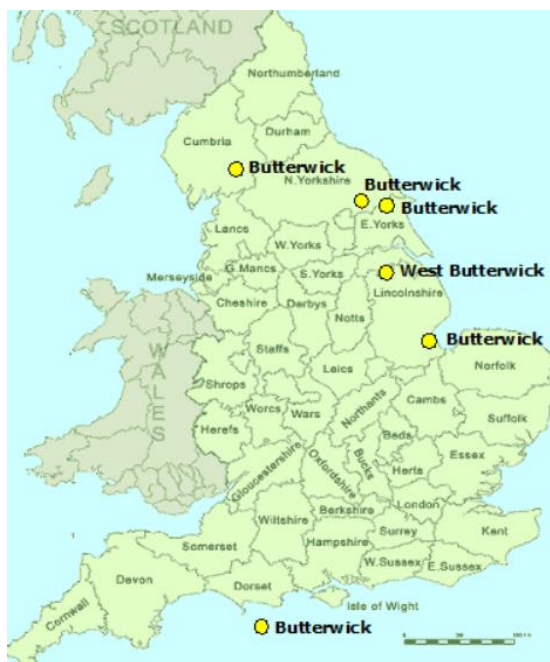 SCOTLAND
Northumberland
Durham
Cumbria
Butterwick
N.Yorkshire
Butterwick
Butterwick
E.Yorks
Lancs
W.Yorks
Merseyside
G.Mancs
S.Yorks
West Butterwick
Lincolnshire
Cheshire
Derbys
Notts
Butterwick
WALES
Staffs
Norfolk
Shrops
Leics
Cambs
Suffolk
Worcs
Wars
Northants
Herefs
Beds
Essex
Gloucestershire
Oxfordshire
Bucks
Herts
London
Berkshire
Wiltshire
Surrey
Kent
Somerset
Hampshire
W.Sussex
E.Sussex
Devon
Dorset
Isle of Wight
Cornwall
Butterwick